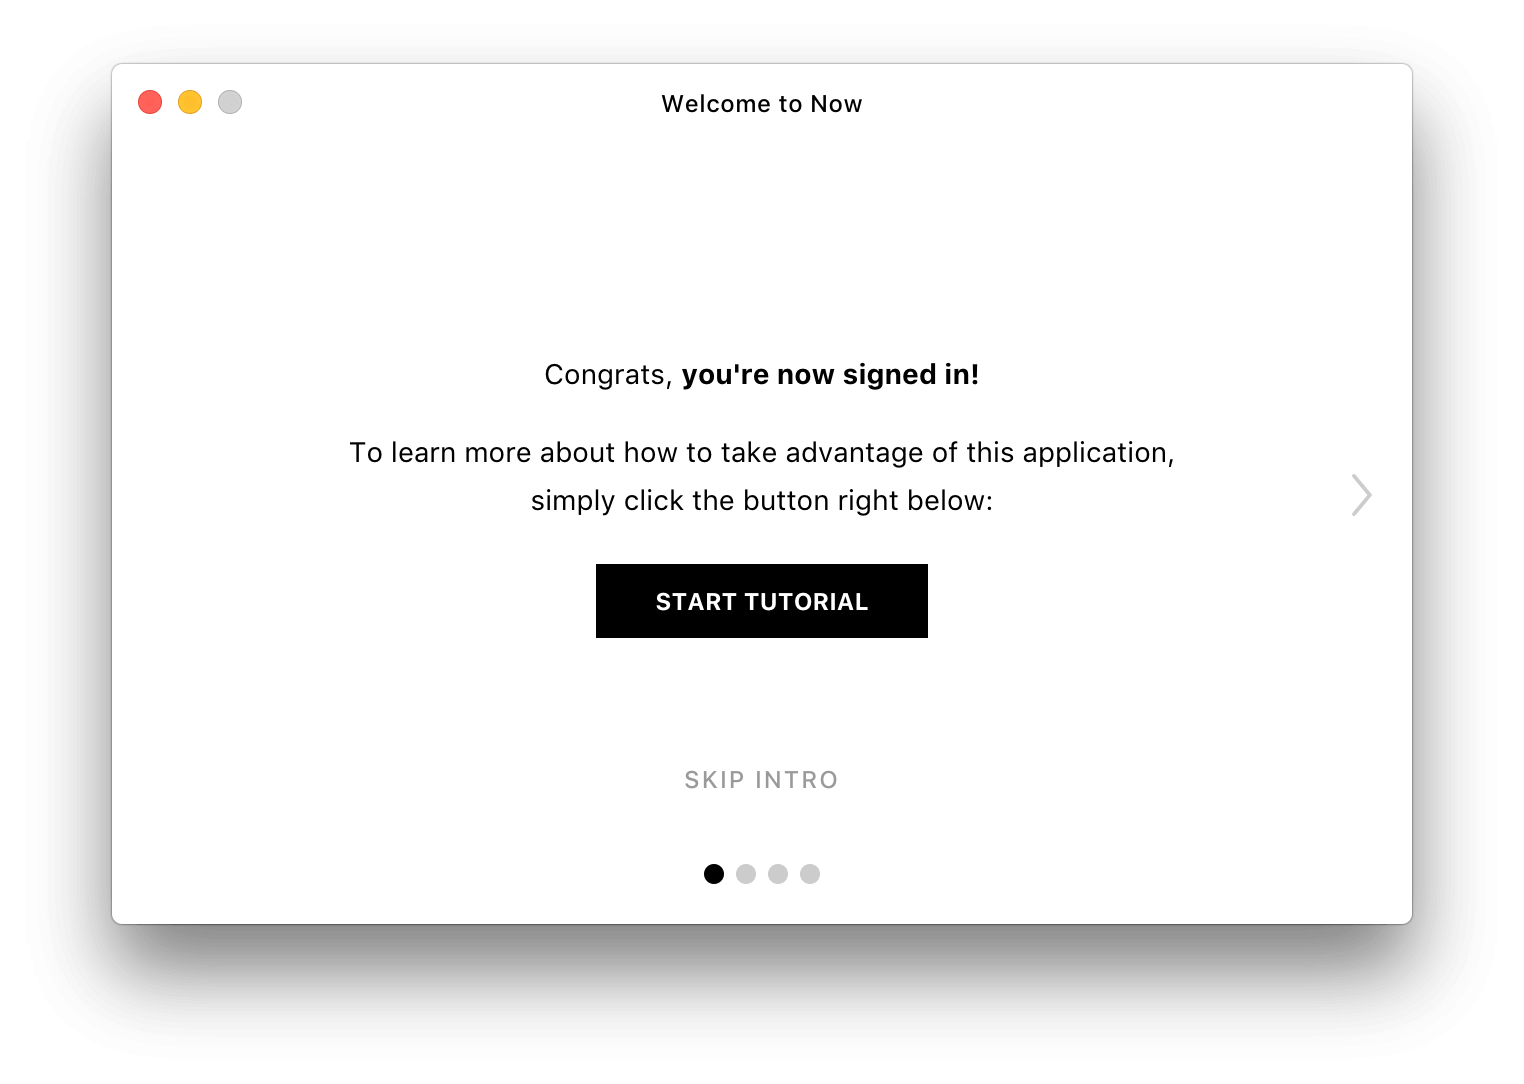 Welcome to Now
Congrats, you're now signed in!
To learn more about how to take advantage of this application,
simply click the button right below:
START TUTORIAL
SKIP INTRO